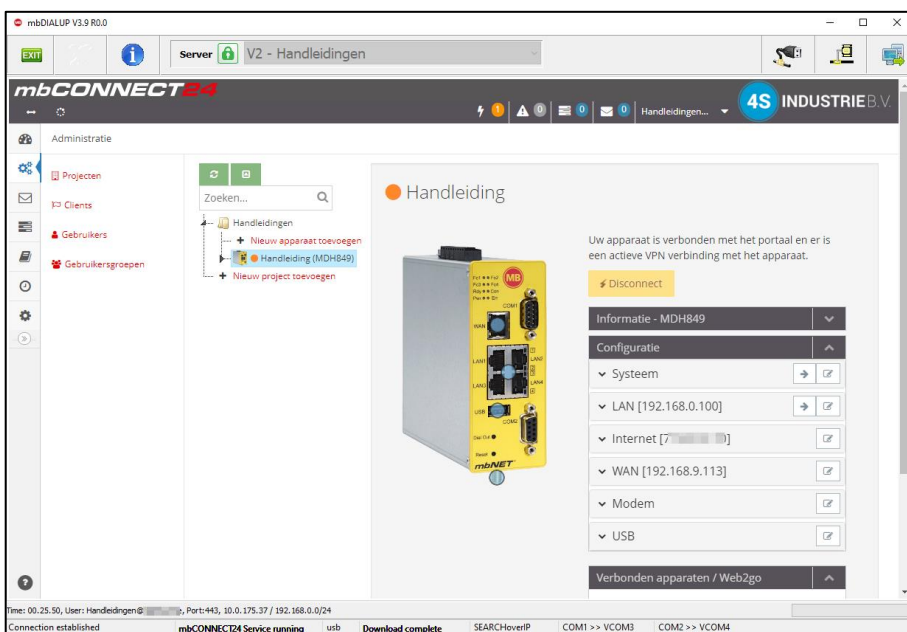 mbDIALUP V3.9 R0.0
EXIT
Server V2 - Handleidingen
mbCONNECT24
1 0 0 0 Handleidingen...
4S INDUSTRIE B.V.
Administratie
Projecten
Clients
Gebruikers
Gebruikersgroepen
Zoeken...
Handleidingen
Nieuw apparaat toevoegen
Handleiding (MDH849)
Nieuw project toevoegen
Handleiding
MB
COM1
WAN
LAN1
LAN2
LAN3
LAN4
USB
COM2
Dial Out
Reset
mbNET
Uw apparaat is verbonden met het portaal en er is
een actieve VPN verbinding met het apparaat.
Disconnect
Informatie - MDH849
Configuratie
Systeem
LAN [192.168.0.100]
Internet [7 0]
WAN [192.168.9.113]
Modem
USB
Verbonden apparaten / Web2go
Time: 00.25.50, User: Handleidingen@ e, Port:443, 10.0.175.37 / 192.168.0.0/24
Connection established mbCONNECT24 Service running usb Download complete SEARCHoverIP COM1 >> VCOM3 COM2 >> VCOM4